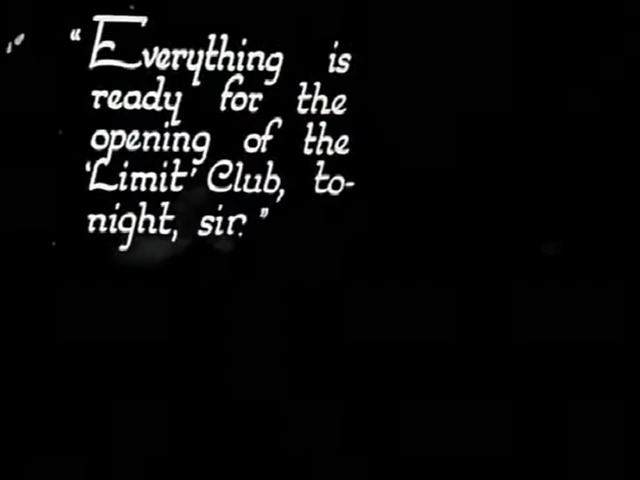 “Everything is
ready for the
opening of the
‘Limit’ Club, to-
night, sir.”